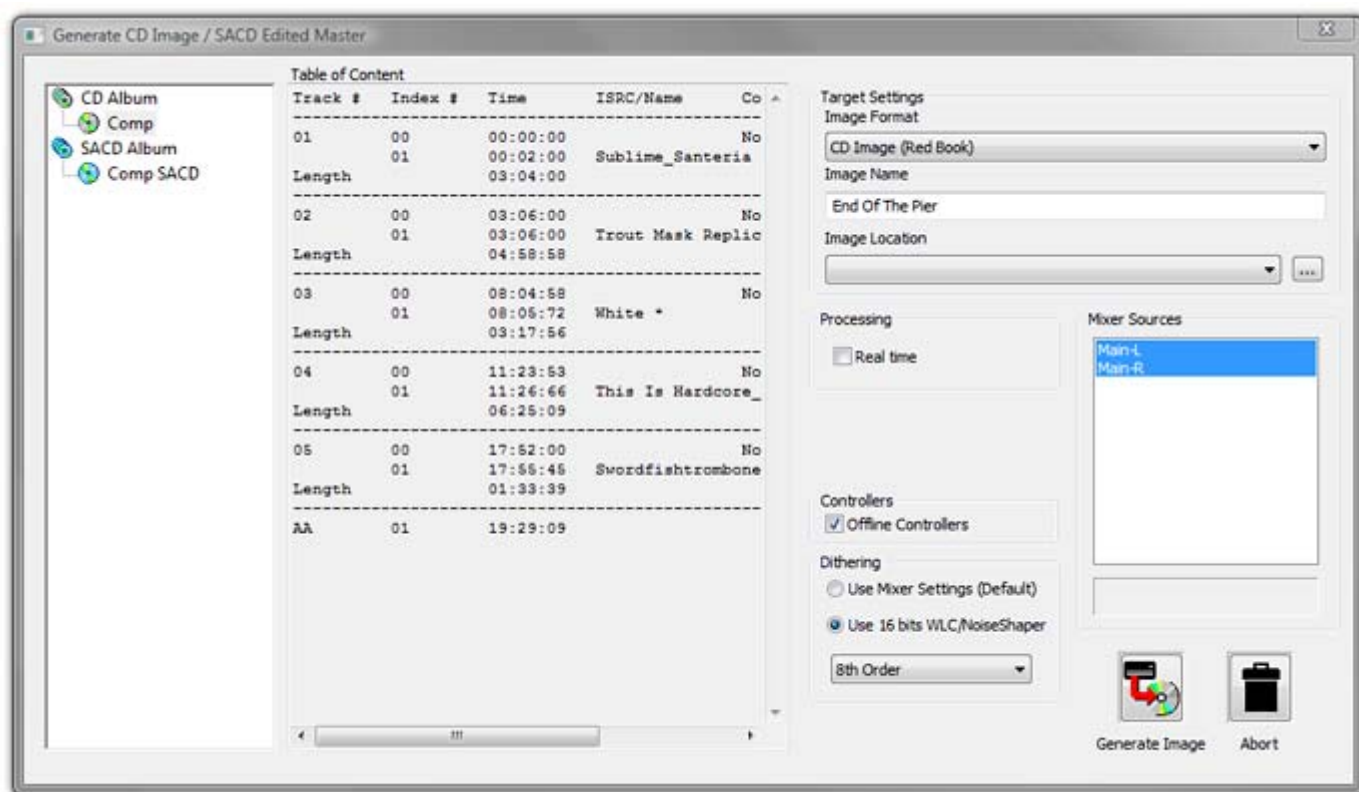 Generate CD Image / SACD Edited Master
CD Album
Comp
SACD Album
Comp SACD
Table of Content
Track # Index # Time ISRC/Name Co
01 00 00:00:00 No
01 00:02:00 Sublime_Santeria
Length 03:04:00
02 00 03:06:00 No
01 03:06:00 Trout Mask Replic
Length 04:58:58
03 00 08:04:58 No
01 08:05:72 White *
Length 03:17:56
04 00 11:23:53 No
01 11:26:66 This Is Hardcore_
Length 06:25:09
05 00 17:52:00 No
01 17:55:45 Swordfishtrombone
Length 01:33:39
AA 01 19:29:09
Target Settings
Image Format
CD Image (Red Book)
Image Name
End Of The Pier
Image Location
...
Processing
Real time
Mixer Sources
Main-L
Main-R
Controllers
Offline Controllers
Dithering
Use Mixer Settings (Default)
Use 16 bits WLC/NoiseShaper
8th Order
Generate Image
Abort